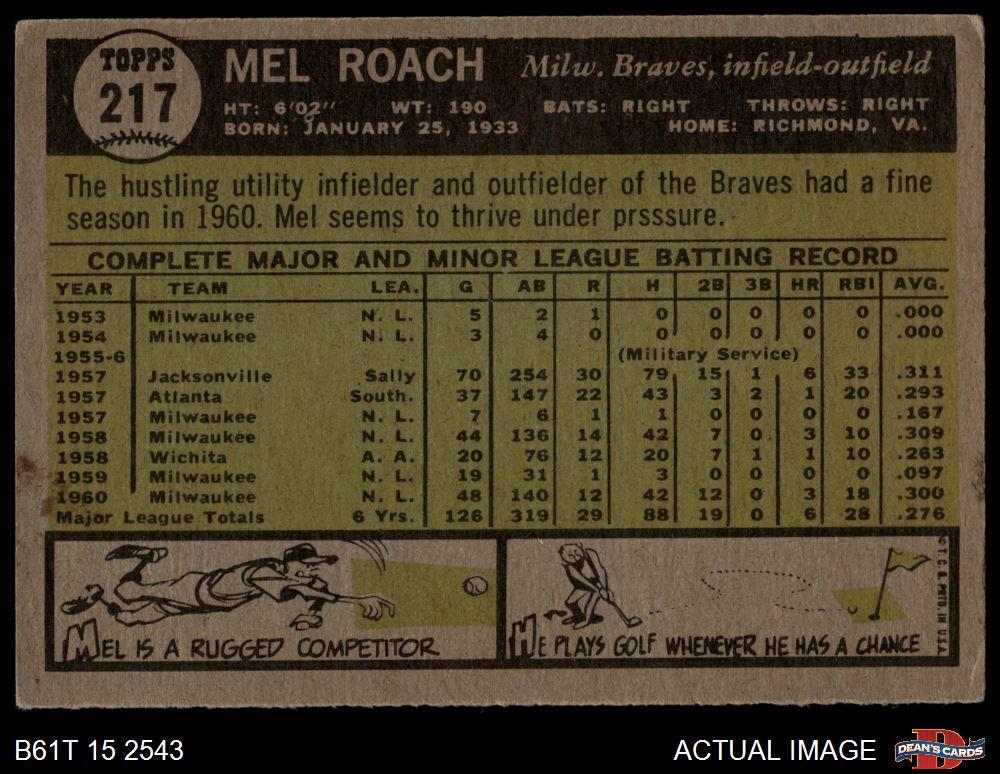 TOPPS
217
MEL ROACH Milw. Braves, infield-outfield
HT: 6'02" WT: 190 BATS: RIGHT THROWS: RIGHT
BORN: JANUARY 25, 1933 HOME: RICHMOND, VA.
The hustling utility infielder and outfielder of the Braves had a fine
season in 1960. Mel seems to thrive under prsssure.
COMPLETE MAJOR AND MINOR LEAGUE BATTING RECORD
YEAR TEAM LEA. G AB R H 2B 3B HR RBI AVG.
1953 Milwaukee N. L. 5 2 1 0 0 0 0 0 .000
1954 Milwaukee N. L. 3 4 0 0 0 0 0 0 .000
1955-6 (Military Service)
1957 Jacksonville Sally 70 254 30 79 15 1 6 33 .311
1957 Atlanta South. 37 147 22 43 3 2 1 20 .293
1957 Milwaukee N. L. 7 6 1 1 0 0 0 0 .167
1958 Milwaukee N. L. 44 136 14 42 7 0 3 10 .309
1958 Wichita A. A. 20 76 12 20 7 1 1 10 .263
1959 Milwaukee N. L. 19 31 1 3 0 0 0 0 .097
1960 Milwaukee N. L. 48 140 12 42 12 0 3 18 .300
Major League Totals 6 Yrs. 126 319 29 88 19 0 6 28 .276
MEL IS A RUGGED COMPETITOR
HE PLAYS GOLF WHENEVER HE HAS A CHANCE
© T. C. G. PRTD. IN U.S.A.
B61T 15 2543
ACTUAL IMAGE
D
DEAN'S CARDS